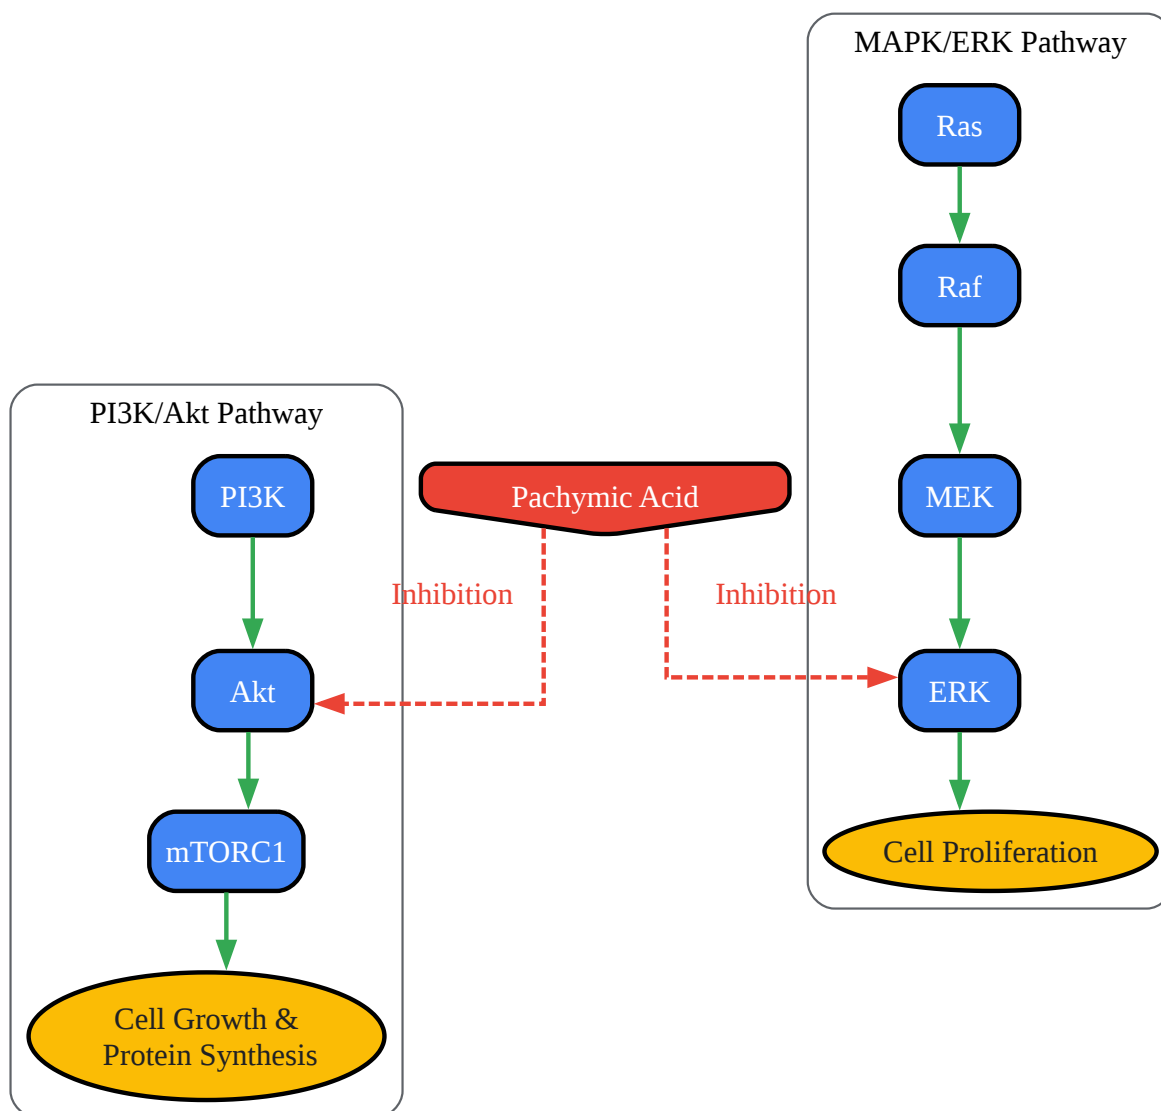 MAPK/ERK Pathway
Ras
Raf
PI3K/Akt Pathway
PI3K
Pachymic Acid
MEK
Inhibition
Inhibition
Akt
ERK
mTORC1
Cell Proliferation
Cell Growth &
Protein Synthesis